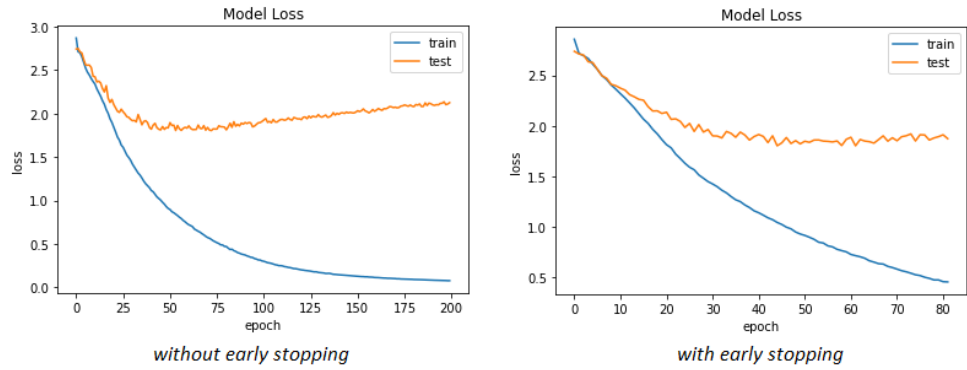 Model Loss
3.0
2.5
2.0
1.5
1.0
0.5
0.0
loss
train
test
0 25 50 75 100 125 150 175 200
epoch
without early stopping
Model Loss
2.5
2.0
1.5
1.0
0.5
loss
train
test
0 10 20 30 40 50 60 70 80
epoch
with early stopping